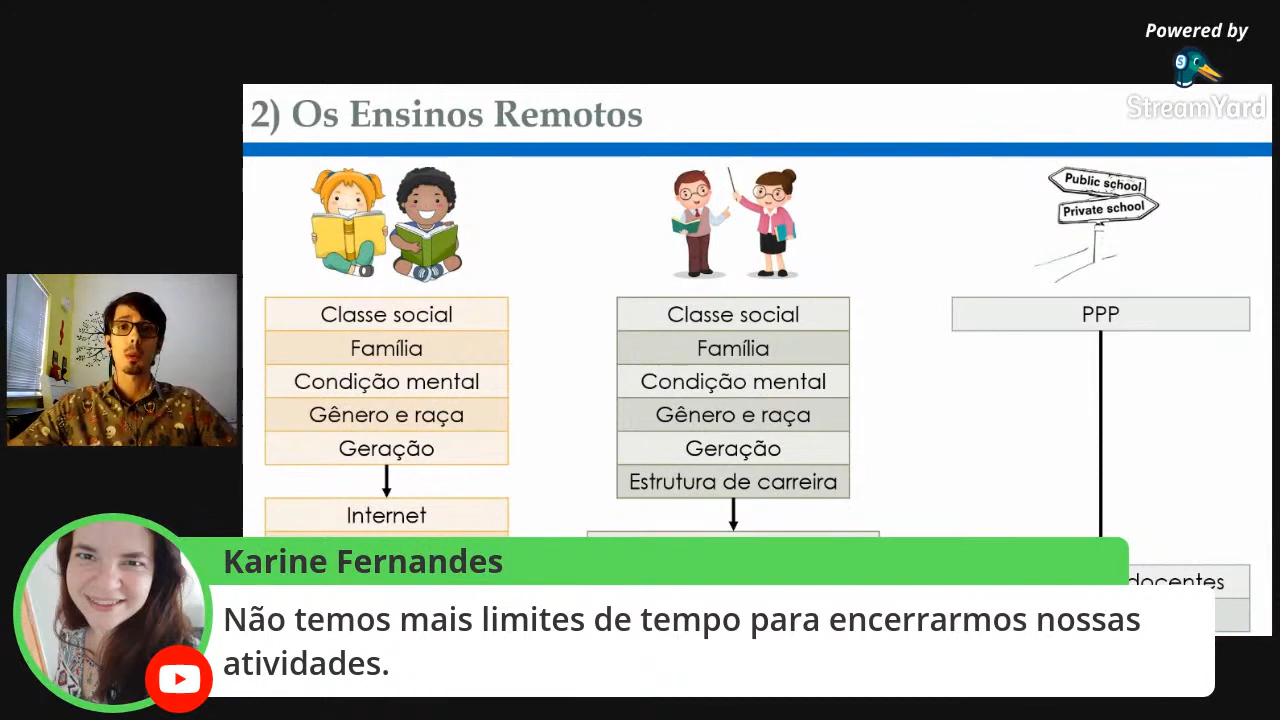 Powered by
StreamYard
2) Os Ensinos Remotos
Public school
Private school
Classe social
Família
Condição mental
Gênero e raça
Geração
Internet
Classe social
Família
Condição mental
Gênero e raça
Geração
Estrutura de carreira
PPP
docentes
Karine Fernandes
Não temos mais limites de tempo para encerrarmos nossas
atividades.